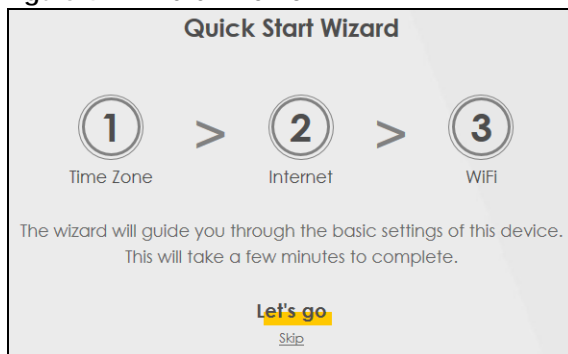 Quick Start Wizard
1 > 2 > 3
Time Zone Internet WiFi
The wizard will guide you through the basic settings of this device.
This will take a few minutes to complete.
Let's go
Skip